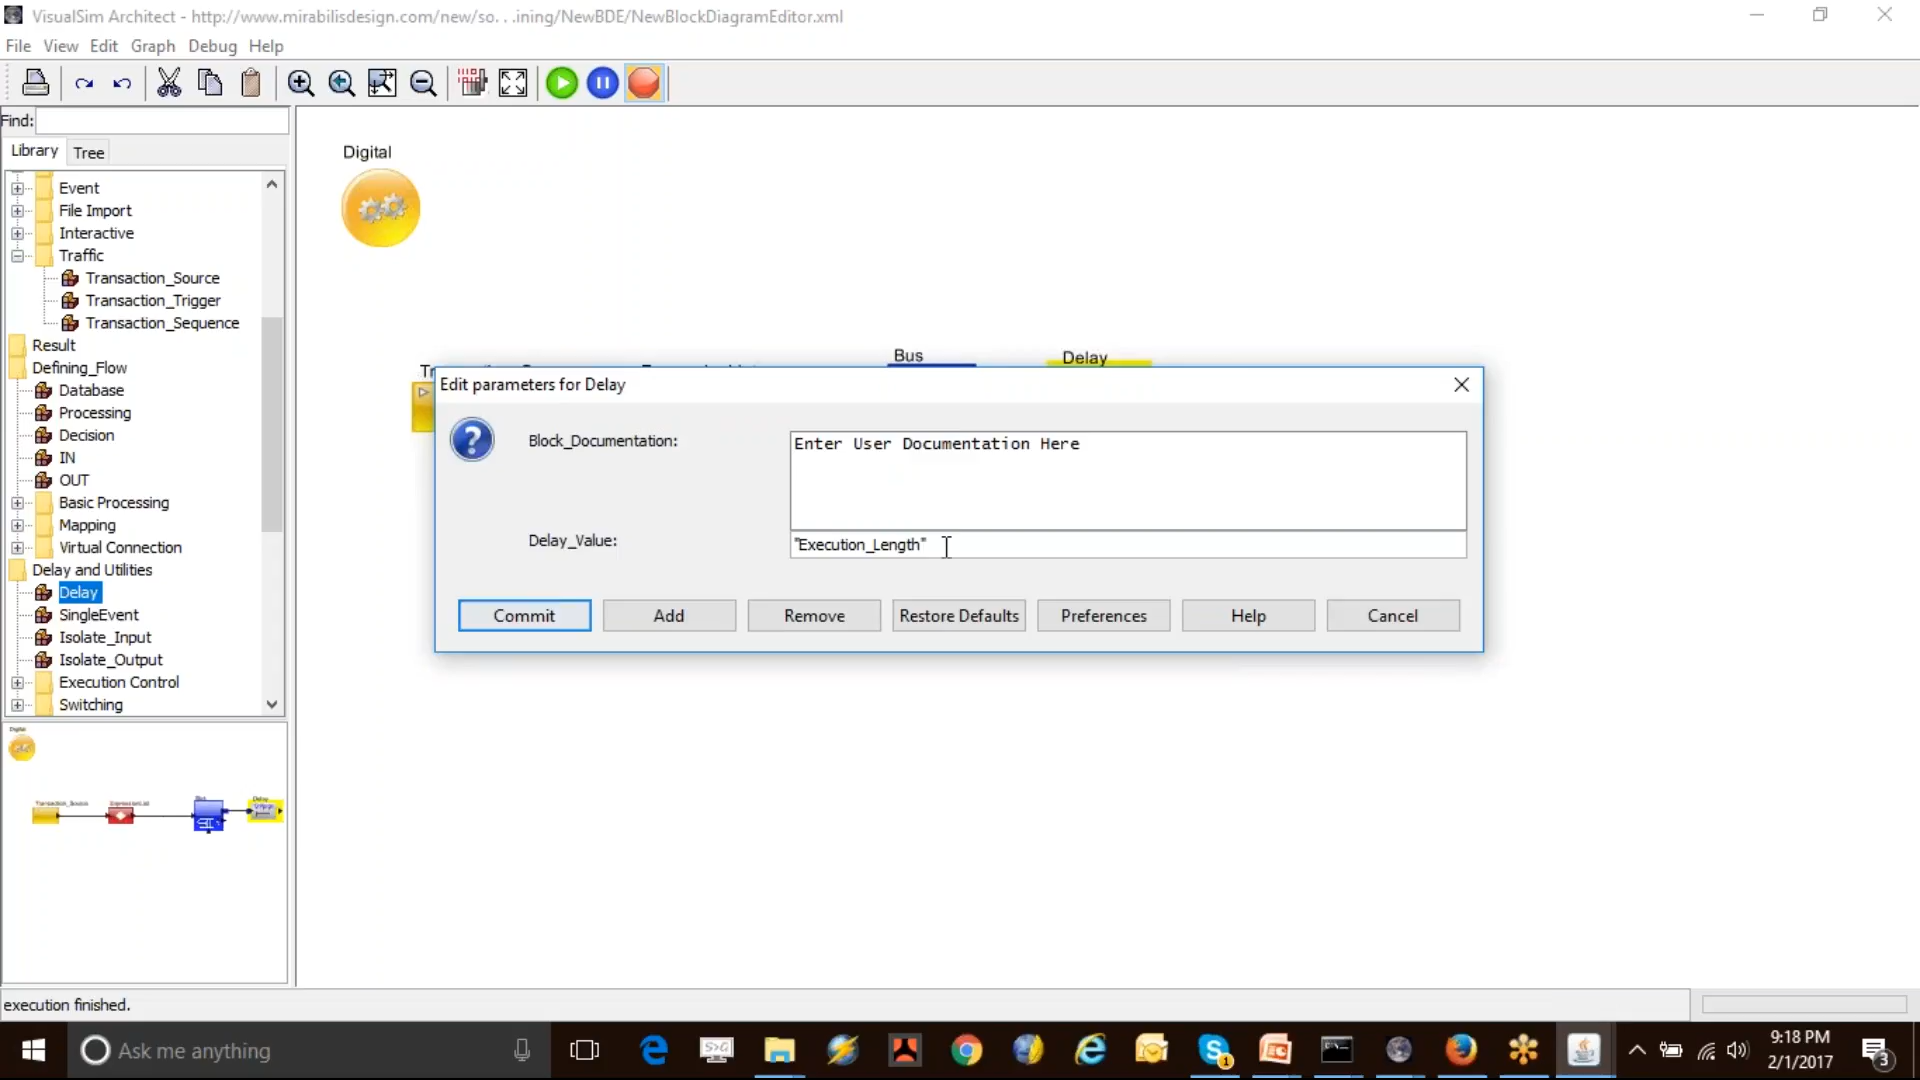 VisualSim Architect - http://www.mirabilisdesign.com/new/so. . .ining/NewBDE/NewBlockDiagramEditor.xml
File View Edit Graph Debug Help
Find:
Library Tree
Event
File Import
Interactive
Traffic
Transaction_Source
Transaction_Trigger
Transaction_Sequence
Result
Defining_Flow
Database
Processing
Decision
IN
OUT
Basic Processing
Mapping
Virtual Connection
Delay and Utilities
Delay
SingleEvent
Isolate_Input
Isolate_Output
Execution Control
Switching
Digital
Bus
Delay
Edit parameters for Delay
Block_Documentation:
Enter User Documentation Here
Delay_Value:
"Execution_Length"
Commit Add Remove Restore Defaults Preferences Help Cancel
execution finished.
Ask me anything
9:18 PM
2/1/2017
3